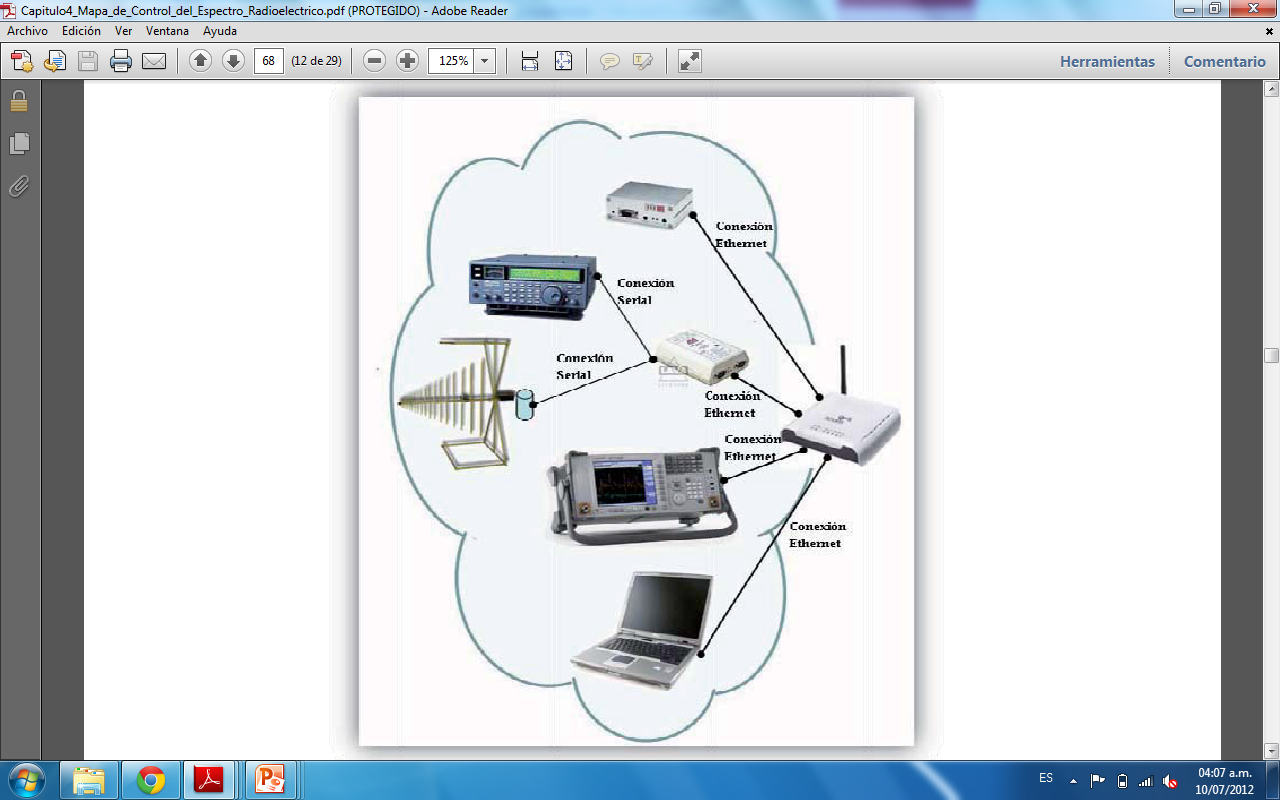 Capitulo4_Mapa_de_Control_del_Espectro_Radioelectrico.pdf (PROTEGIDO) - Adobe Reader
Archivo Edición Ver Ventana Ayuda
68 (12 de 29) 125% Herramientas Comentario
Conexión
Ethernet
Conexión
Serial
Conexión
Serial
Conexión
Ethernet
Conexión
Ethernet
Conexión
Ethernet
ES
04:07 a.m.
10/07/2012